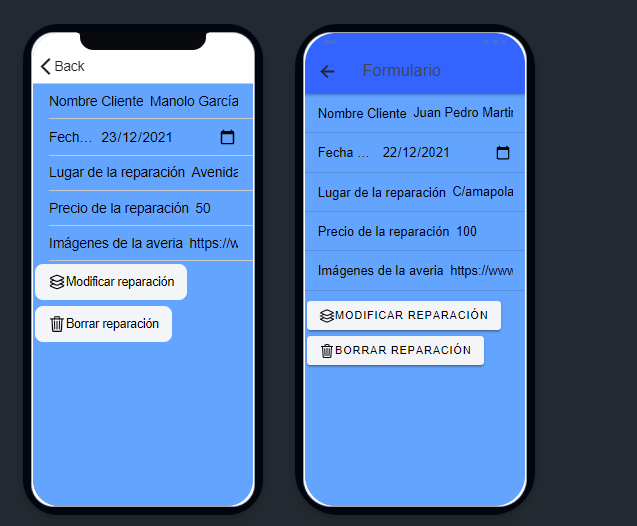 Back
Nombre Cliente Manolo García
Fech... 23/12/2021
Lugar de la reparación Avenida
Precio de la reparación 50
Imágenes de la averia https://w
Modificar reparación
Borrar reparación
Formulario
Nombre Cliente Juan Pedro Martin
Fecha ... 22/12/2021
Lugar de la reparación C/amapola
Precio de la reparación 100
Imágenes de la averia https://www
MODIFICAR REPARACIÓN
BORRAR REPARACIÓN